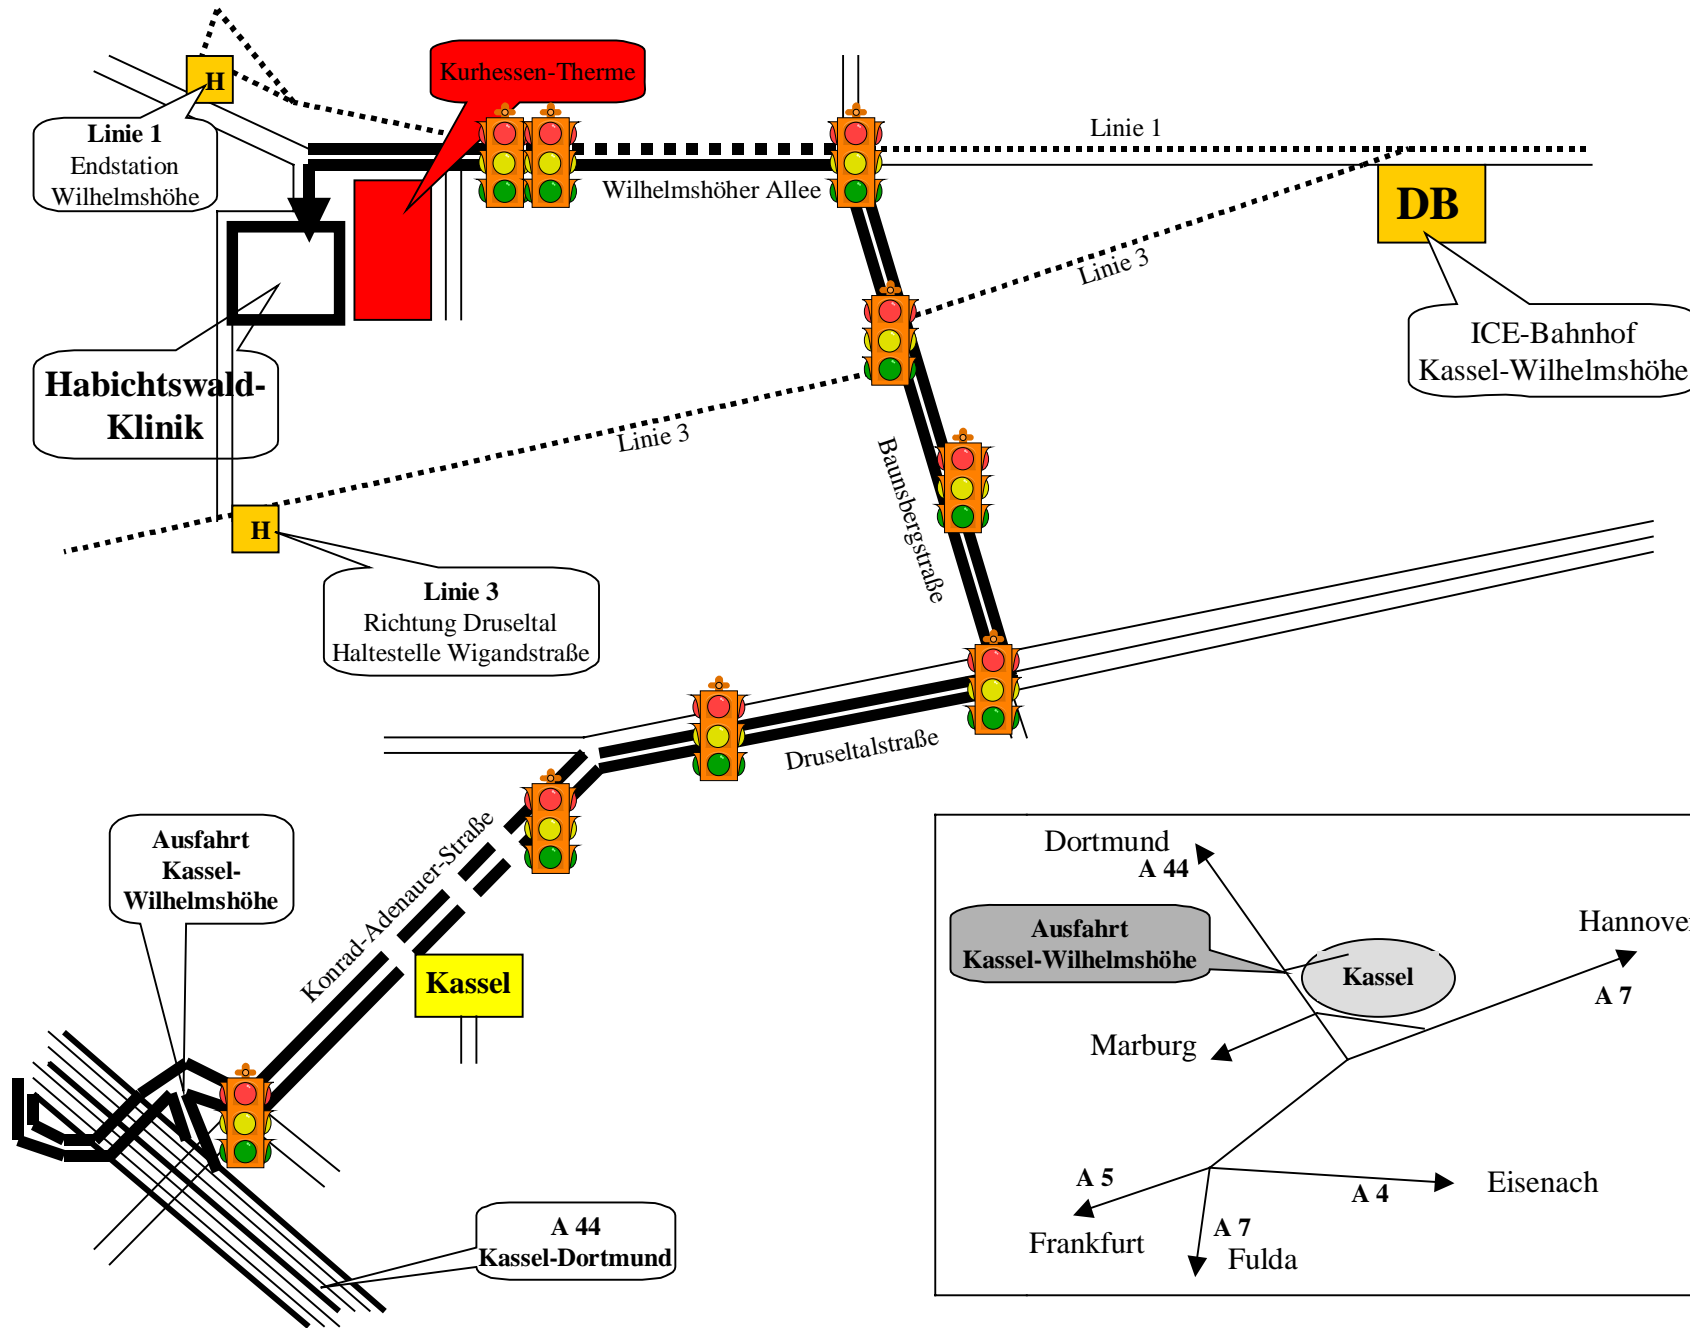 H
Kurhessen-Therme
Linie 1
Endstation
Wilhelmshöhe
Linie 1
Wilhelmshöher Allee
DB
Linie 3
ICE-Bahnhof
Kassel-Wilhelmshöhe
Habichtswald-
Klinik
Linie 3
Baunsbergstraße
H
Linie 3
Richtung Druseltal
Haltestelle Wigandstraße
Druseltalstraße
Ausfahrt
Kassel-
Wilhelmshöhe
Konrad-Adenauer-Straße
Kassel
A 44
Kassel-Dortmund
Dortmund
A 44
Hannover
Ausfahrt
Kassel-Wilhelmshöhe
Kassel
A 7
Marburg
A 5
A 4
Eisenach
A 7
Frankfurt
Fulda